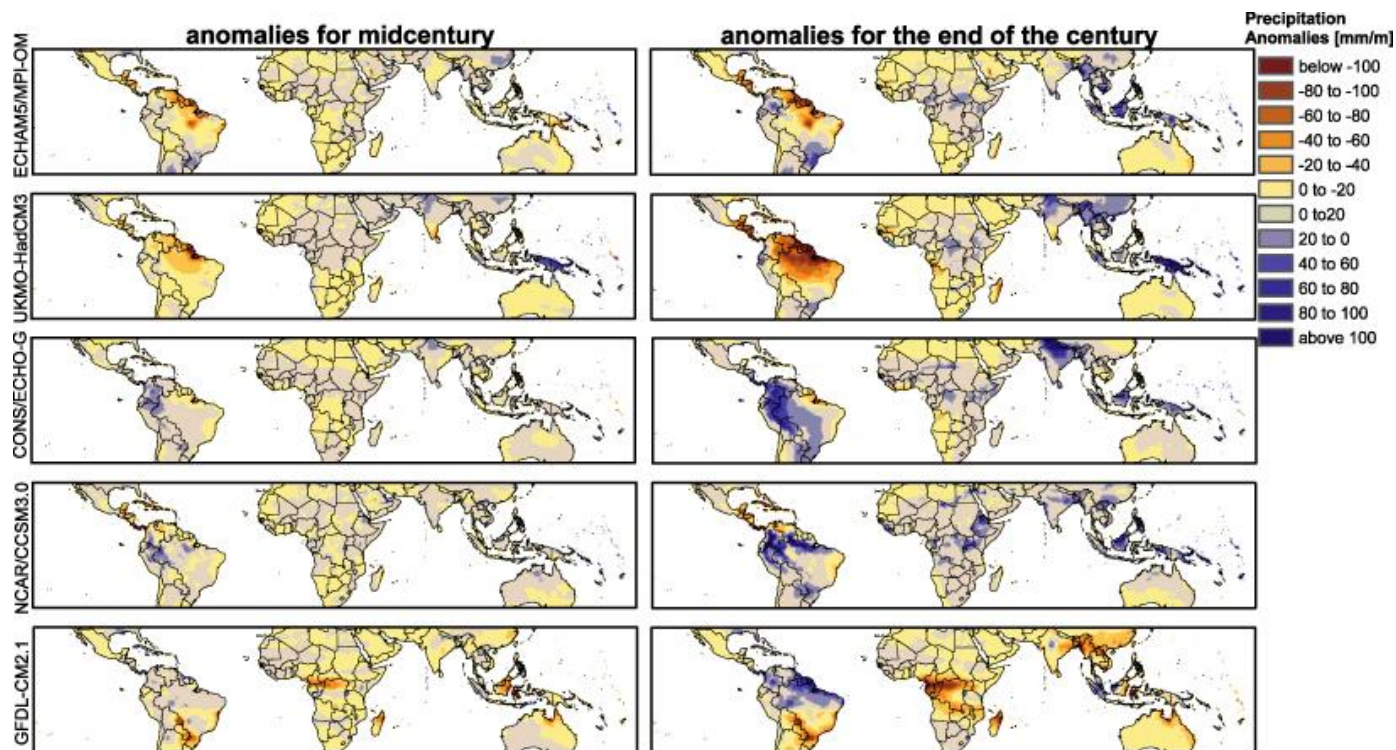 anomalies for midcentury
anomalies for the end of the century
Precipitation
Anomalies [mm/m]
below -100
-80 to -100
-60 to -80
-40 to -60
-20 to -40
0 to -20
0 to20
20 to 0
40 to 60
60 to 80
80 to 100
above 100
ECHAM5/MPI-OM
UKMO-HadCM3
CONS/ECHO-G
NCAR/CCSM3.0
GFDL-CM2.1